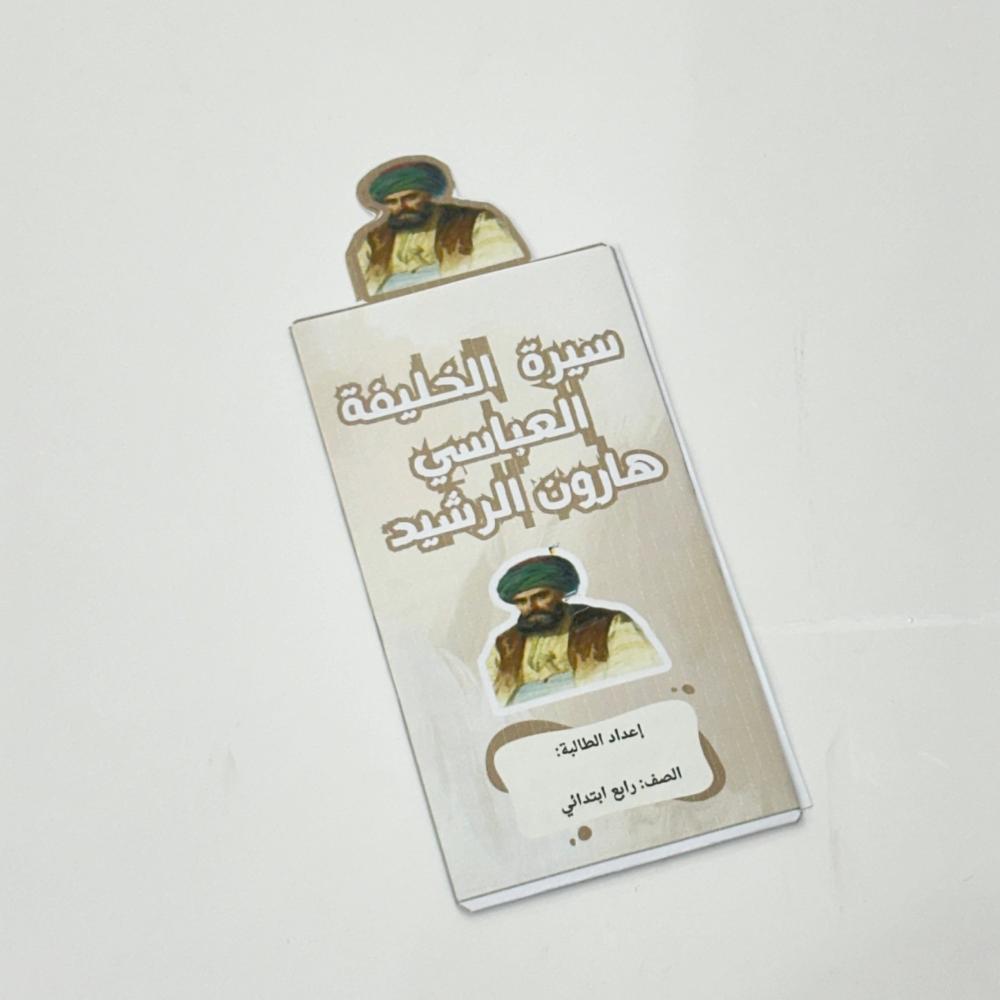 سيرة الخليفة
العباسي
هارون الرشيد
إعداد الطالبة:
الصف: رابع ابتدائي